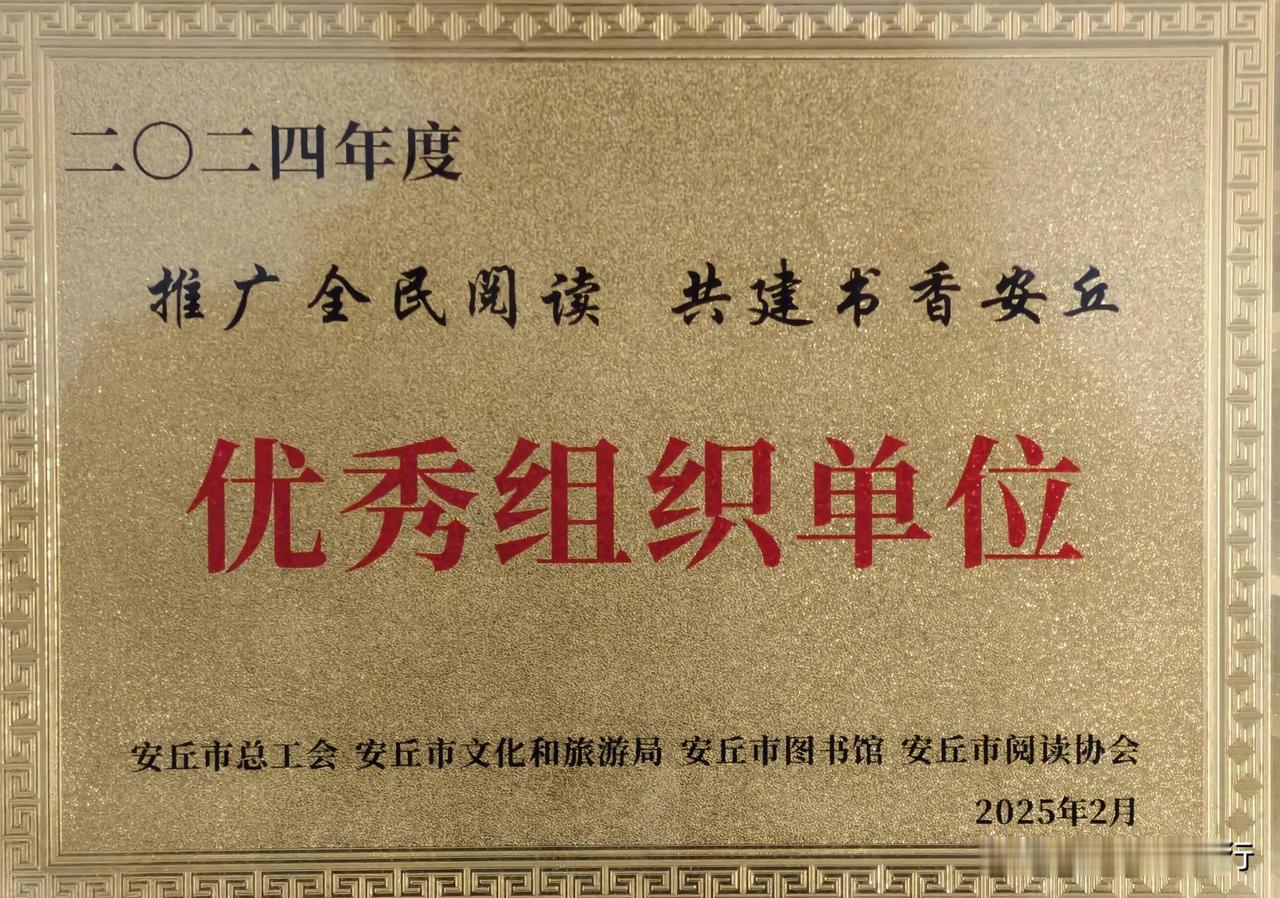 二〇二四年度
推广全民阅读 共建书香安丘
优秀组织单位
安丘市总工会 安丘市文化和旅游局 安丘市图书馆 安丘市阅读协会
2025年2月
行